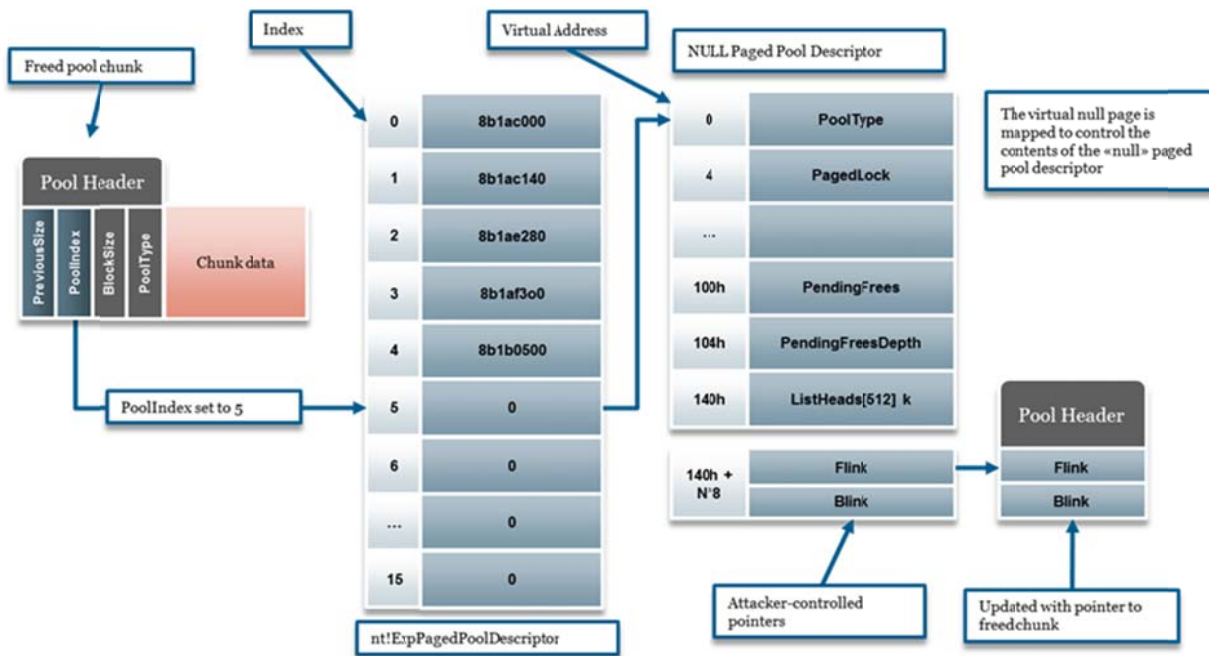 Index
Virtual Address
NULL Paged Pool Descriptor
Freed pool chunk
The virtual null page is
mapped to control the
contents of the «null» paged
pool descriptor
Pool Header
PreviousSize
PoolIndex
BlockSize
PoolType
Chunk data
0 8b1ac000
1 8b1ac140
2 8b1ae280
3 8b1af3o0
4 8b1b0500
5 0
6 0
... 0
15 0
0 PoolType
4 PagedLock
...
100h PendingFrees
104h PendingFreesDepth
140h ListHeads[512] k
PoolIndex set to 5
140h +
N*8
Flink
Blink
Pool Header
Flink
Blink
Attacker-controlled
pointers
Updated with pointer to
freed chunk
nt!ExpPagedPoolDescriptor